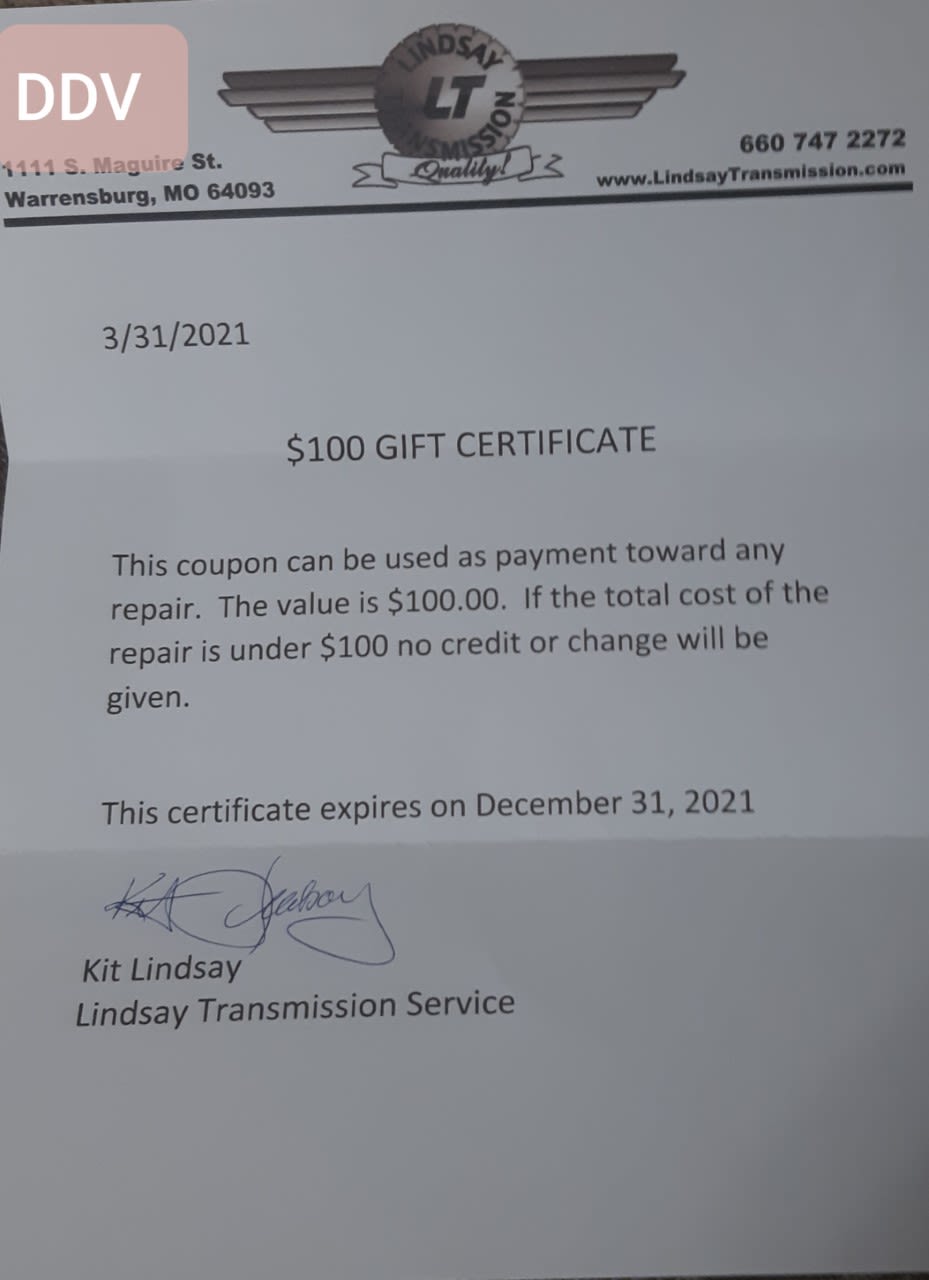 DDV
LINDSAY
LT
TRANSMISSION
Quality!
1111 S. Maguire St.
Warrensburg, MO 64093
660 747 2272
www.LindsayTransmission.com
3/31/2021
$100 GIFT CERTIFICATE
This coupon can be used as payment toward any
repair.  The value is $100.00.  If the total cost of the
repair is under $100 no credit or change will be
given.
This certificate expires on December 31, 2021
Kit Lindsay
Kit Lindsay
Lindsay Transmission Service